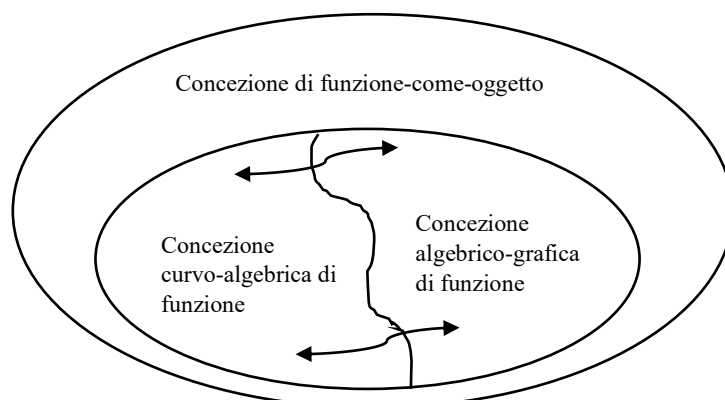 Concezione di funzione-come-oggetto
Concezione
curvo-algebrica di
funzione
Concezione
algebrico-grafica
di funzione